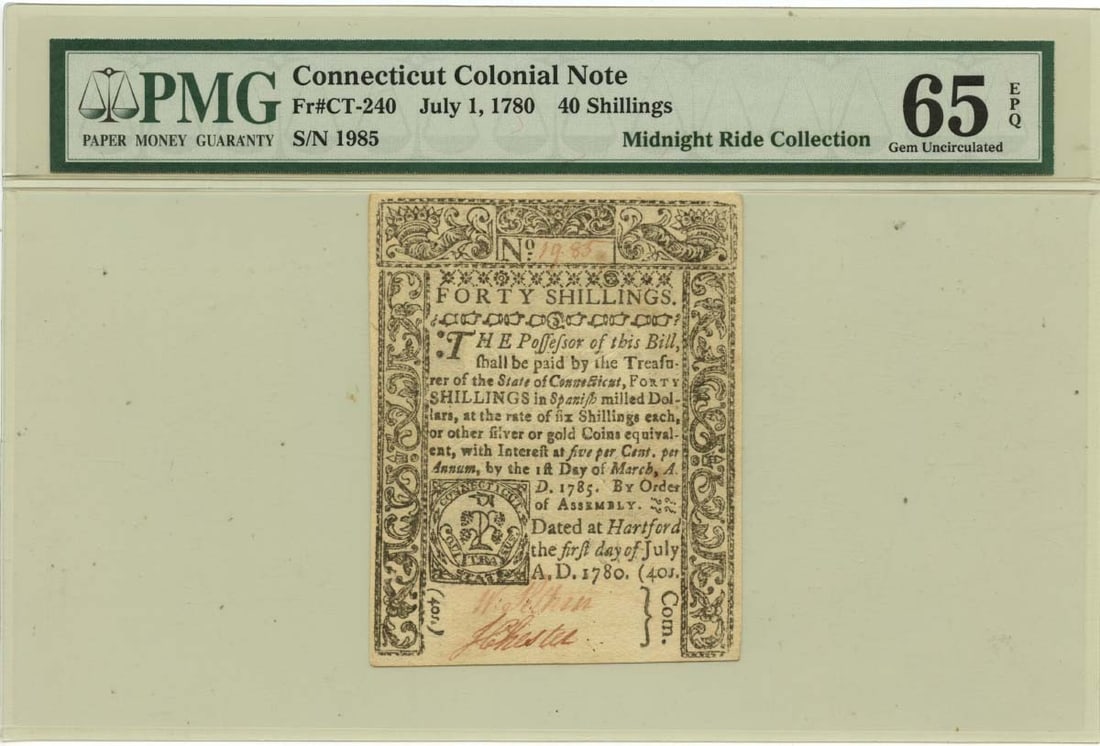 PMG
PAPER MONEY GUARANTY
Connecticut Colonial Note
Fr#CT-240 July 1, 1780 40 Shillings
S/N 1985
Midnight Ride Collection
65
EPQ
Gem Uncirculated
No. 1985
FORTY SHILLINGS.
THE Poſſeſſor of this Bill,
ſhall be paid by the Treaſu-
rer of the State of Connecticut, FORTY
SHILLINGS in Spaniſh milled Dol-
lars, at the rate of ſix Shillings each,
or other ſilver or gold Coins equival-
ent, with Intereſt at five per Cent. per
Annum, by the 1ſt Day of March, A.
D. 1785. By Order
of ASSEMBLY.
Dated at Hartford
the firſt day of July
A.D. 1780. (40s.
CONNECTICUT
QUI TRA SUS
(40s.)
Com.
J Chester